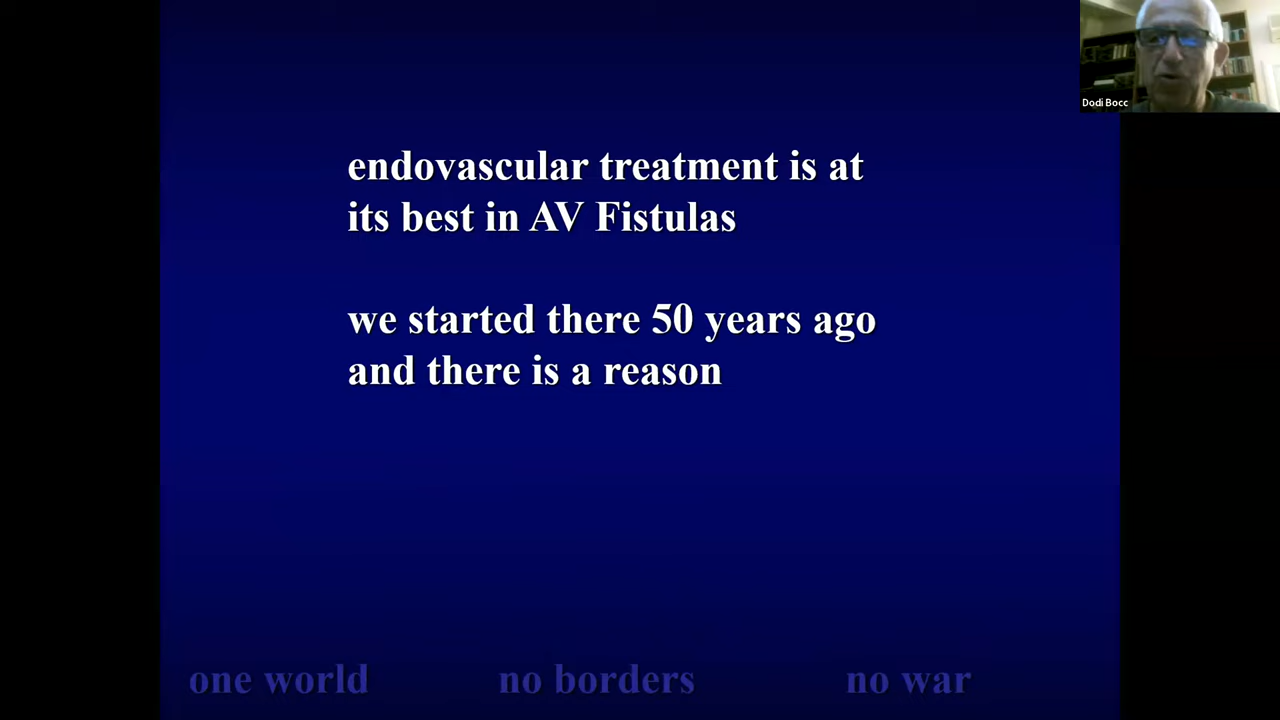 Dodi Bocc
endovascular treatment is at
its best in AV Fistulas
we started there 50 years ago
and there is a reason
one world no borders no war